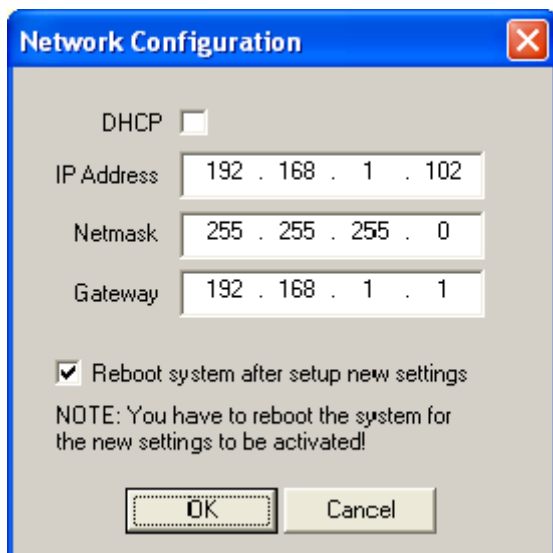 Network Configuration
DHCP
IP Address 192 . 168 . 1 . 102
Netmask 255 . 255 . 255 . 0
Gateway 192 . 168 . 1 . 1
Reboot system after setup new settings
NOTE: You have to reboot the system for
the new settings to be activated!
OK Cancel